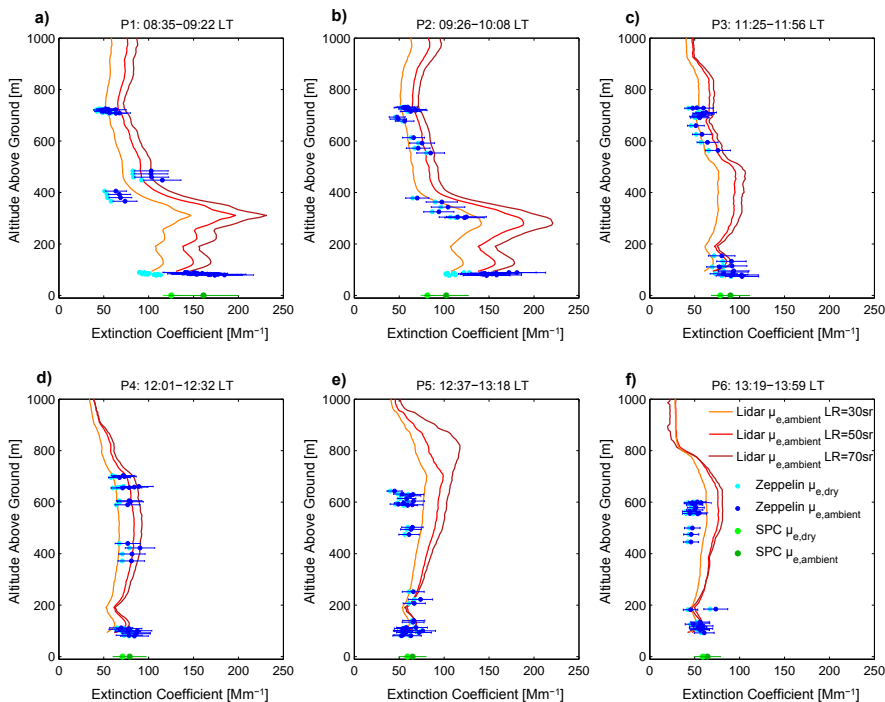 a)
P1: 08:35−09:22 LT
1000
800
600
400
200
0
Altitude Above Ground [m]
0 50 100 150 200 250
Extinction Coefficient [Mm⁻¹]
b)
P2: 09:26−10:08 LT
1000
800
600
400
200
0
Altitude Above Ground [m]
0 50 100 150 200 250
Extinction Coefficient [Mm⁻¹]
c)
P3: 11:25−11:56 LT
1000
800
600
400
200
0
Altitude Above Ground [m]
0 50 100 150 200 250
Extinction Coefficient [Mm⁻¹]
d)
P4: 12:01−12:32 LT
1000
800
600
400
200
0
Altitude Above Ground [m]
0 50 100 150 200 250
Extinction Coefficient [Mm⁻¹]
e)
P5: 12:37−13:18 LT
1000
800
600
400
200
0
Altitude Above Ground [m]
0 50 100 150 200 250
Extinction Coefficient [Mm⁻¹]
f)
P6: 13:19−13:59 LT
1000
800
600
400
200
0
Altitude Above Ground [m]
Lidar μe,ambient LR=30sr
Lidar μe,ambient LR=50sr
Lidar μe,ambient LR=70sr
Zeppelin μe,dry
Zeppelin μe,ambient
SPC μe,dry
SPC μe,ambient
0 50 100 150 200 250
Extinction Coefficient [Mm⁻¹]